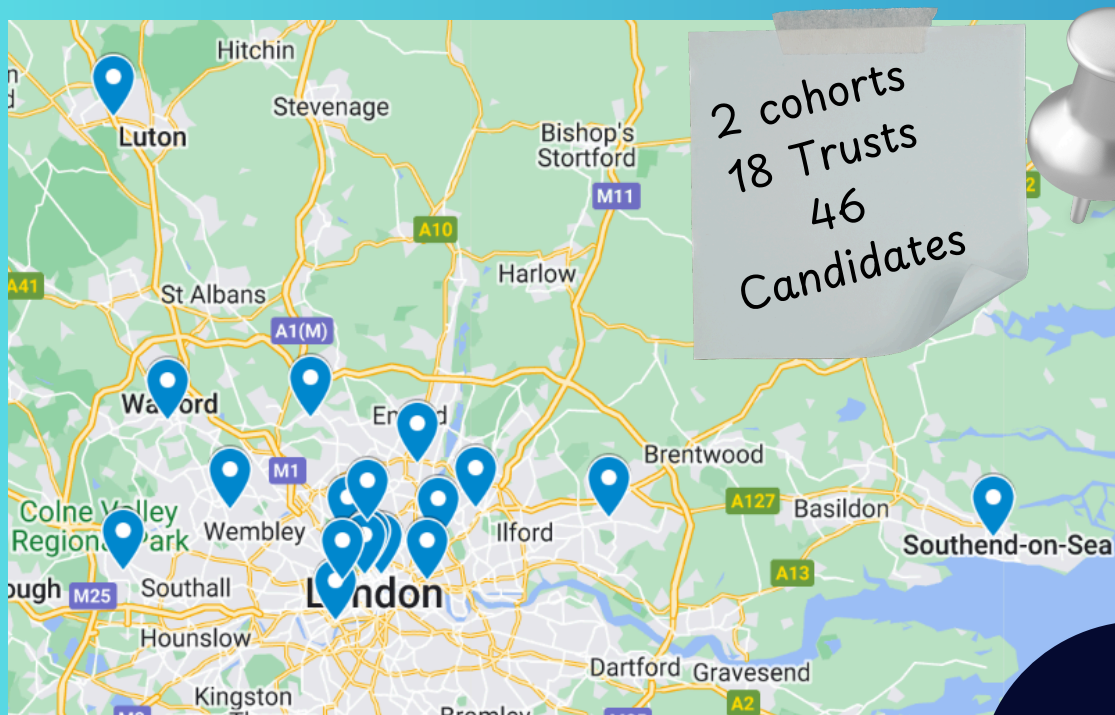 2 cohorts
18 Trusts
46
Candidates
Hitchin
Stevenage
Luton
Bishop's
Stortford
M11
A10
Harlow
A41
St Albans
A1(M)
Watford
Enfield
Brentwood
M1
A127
Basildon
Colne Valley
Regional Park
Wembley
Ilford
Southend-on-Sea
A13
M25
Southall
London
Hounslow
Dartford
Gravesend
Kingston
A2
Bromley